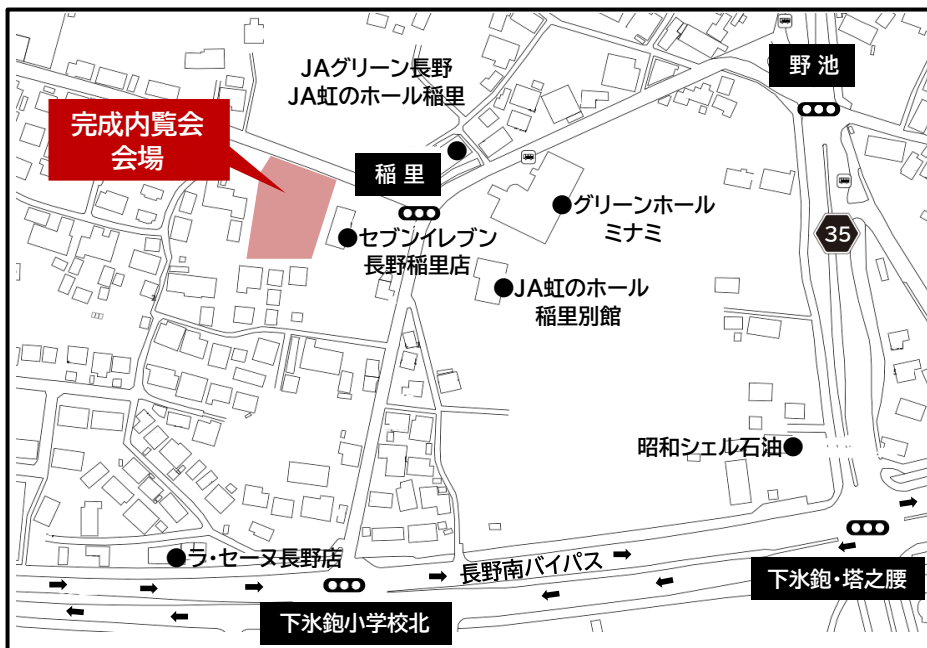 野池
JAグリーン長野
JA虹のホール稲里
完成内覧会
会場
稲里
グリーンホール
ミナミ
35
セブンイレブン
長野稲里店
JA虹のホール
稲里別館
昭和シェル石油
ラ・セーヌ長野店
長野南バイパス
下氷鉋・塔之腰
下氷鉋小学校北